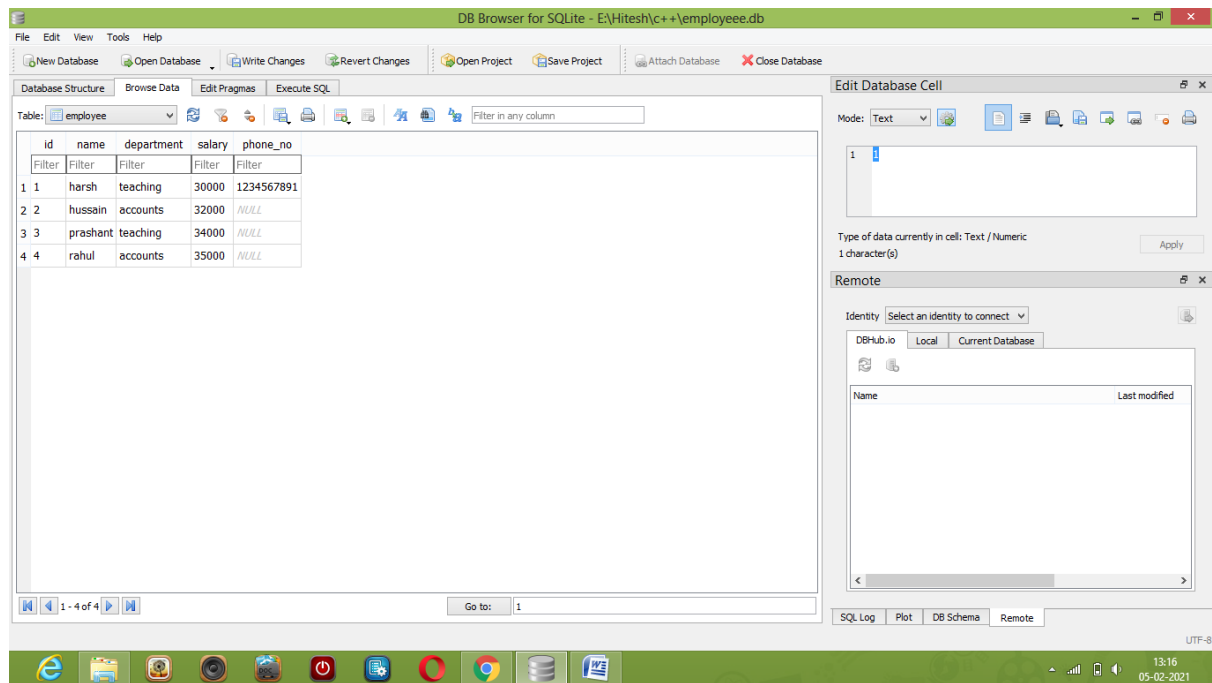 DB Browser for SQLite - E:\Hitesh\c++\employeee.db
File Edit View Tools Help
New Database Open Database Write Changes Revert Changes Open Project Save Project Attach Database Close Database
Database Structure Browse Data Edit Pragmas Execute SQL
Table: employee Filter in any column
id name department salary phone_no
Filter Filter Filter Filter Filter
1 1 harsh teaching 30000 1234567891
2 2 hussain accounts 32000 NULL
3 3 prashant teaching 34000 NULL
4 4 rahul accounts 35000 NULL
1 - 4 of 4 Go to: 1
Edit Database Cell
Mode: Text
1 1
Type of data currently in cell: Text / Numeric
1 character(s)
Apply
Remote
Identity Select an identity to connect
DBHub.io Local Current Database
Name Last modified
SQL Log Plot DB Schema Remote
UTF-8
13:16
05-02-2021